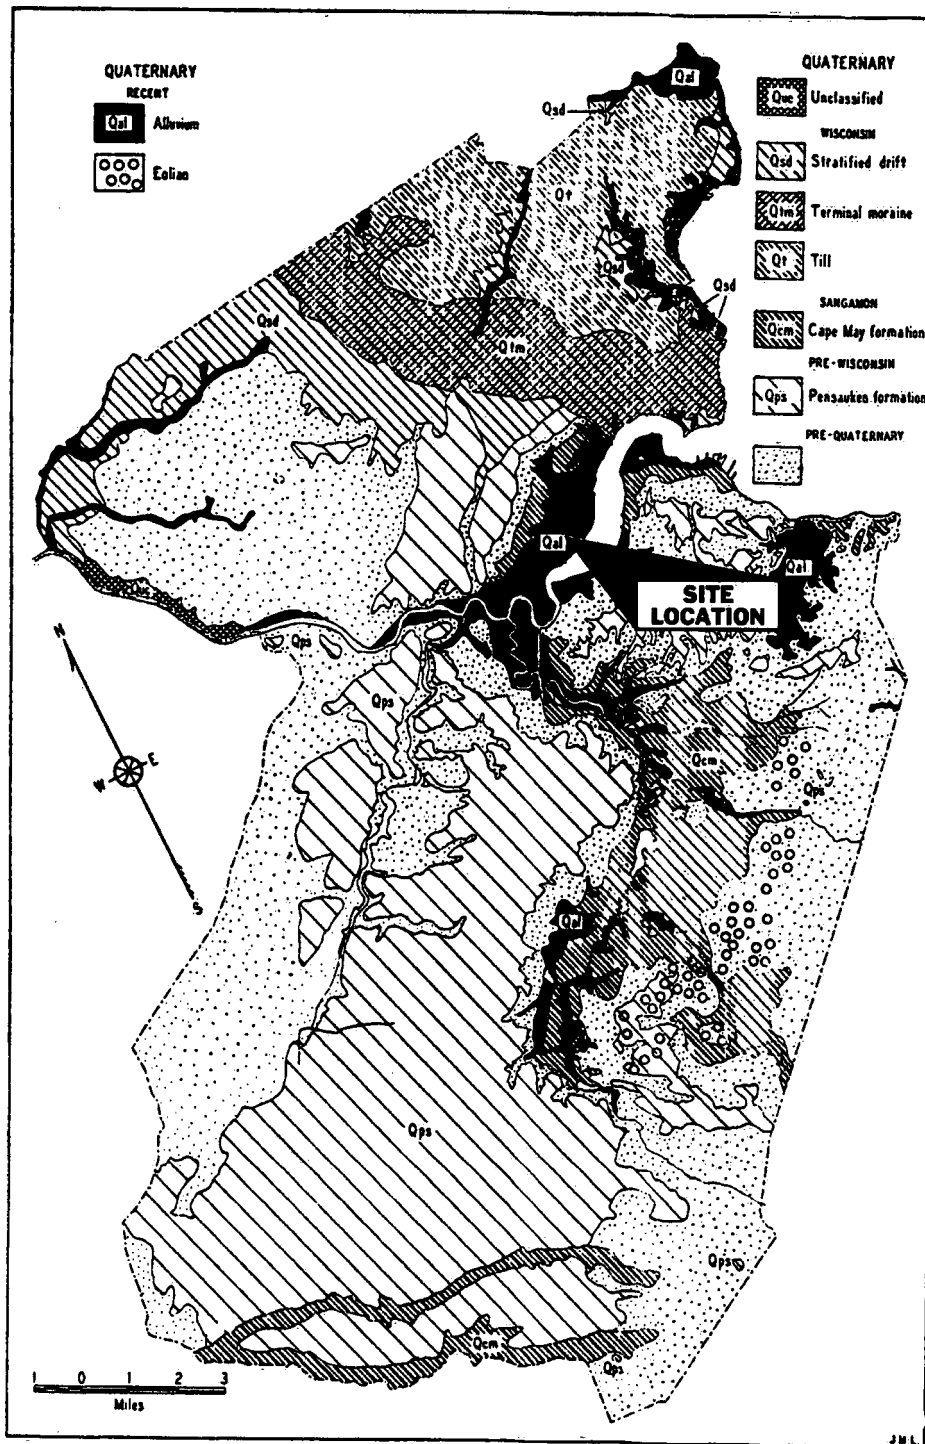 QUATERNARY
RECENT
Qal Alluvium
Eolian
QUATERNARY
Quc Unclassified
WISCONSIN
Qsd Stratified drift
Qtm Terminal moraine
Qt Till
SANGAMON
Qcm Cape May formation
PRE-WISCONSIN
Qps Pensauken formation
PRE-QUATERNARY
Qal
Qsd
Qt
Qsd
Qsd
Qsd
Qtm
Qal
Qal
SITE
LOCATION
Quc
Qps
Qps
Qcm
Qps
N
W E
S
Qal
Qps
Qps
Qcm
Qps
1 0 1 2 3
Miles
J.M.L.